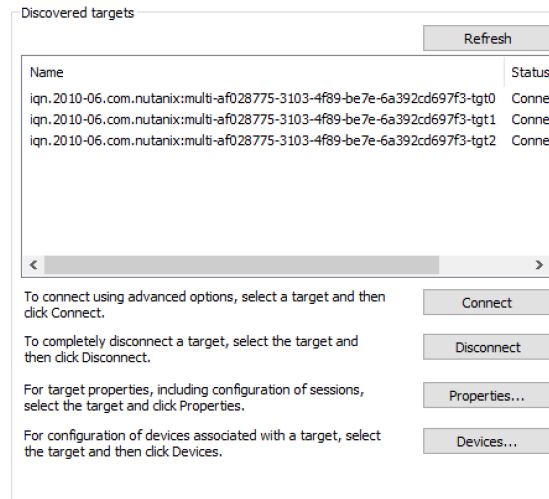 Discovered targets
Refresh
Name Status
iqn.2010-06.com.nutanix:multi-af028775-3103-4f89-be7e-6a392cd697f3-tgt0 Conne
iqn.2010-06.com.nutanix:multi-af028775-3103-4f89-be7e-6a392cd697f3-tgt1 Conne
iqn.2010-06.com.nutanix:multi-af028775-3103-4f89-be7e-6a392cd697f3-tgt2 Conne
To connect using advanced options, select a target and then
click Connect.
Connect
To completely disconnect a target, select the target and
then click Disconnect.
Disconnect
For target properties, including configuration of sessions,
select the target and click Properties.
Properties...
For configuration of devices associated with a target, select
the target and then click Devices.
Devices...